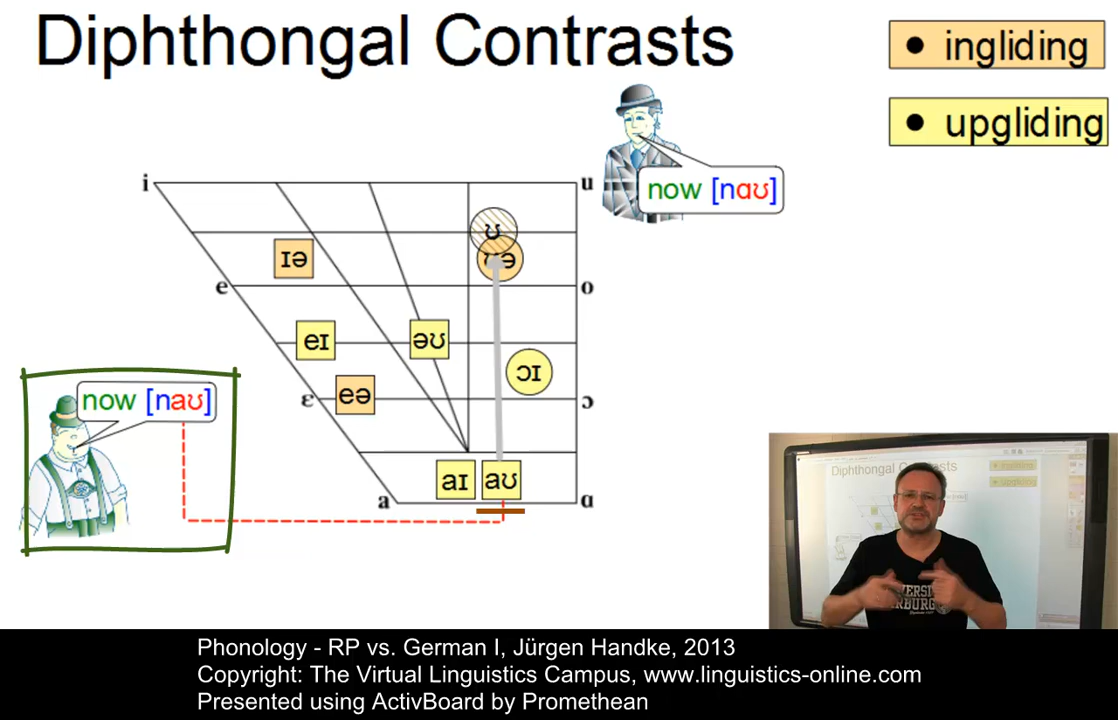 Diphthongal Contrasts
• ingliding
• upgliding
now [nɑʊ]
i
u
ʊ
ɪə
ʊə
e
o
eɪ
əʊ
ɔɪ
now [naʊ]
ɛ
eə
ɔ
aɪ
aʊ
a
ɑ
Diphthongal Contrasts
Phonology - RP vs. German I, Jürgen Handke, 2013
Copyright: The Virtual Linguistics Campus, www.linguistics-online.com
Presented using ActivBoard by Promethean